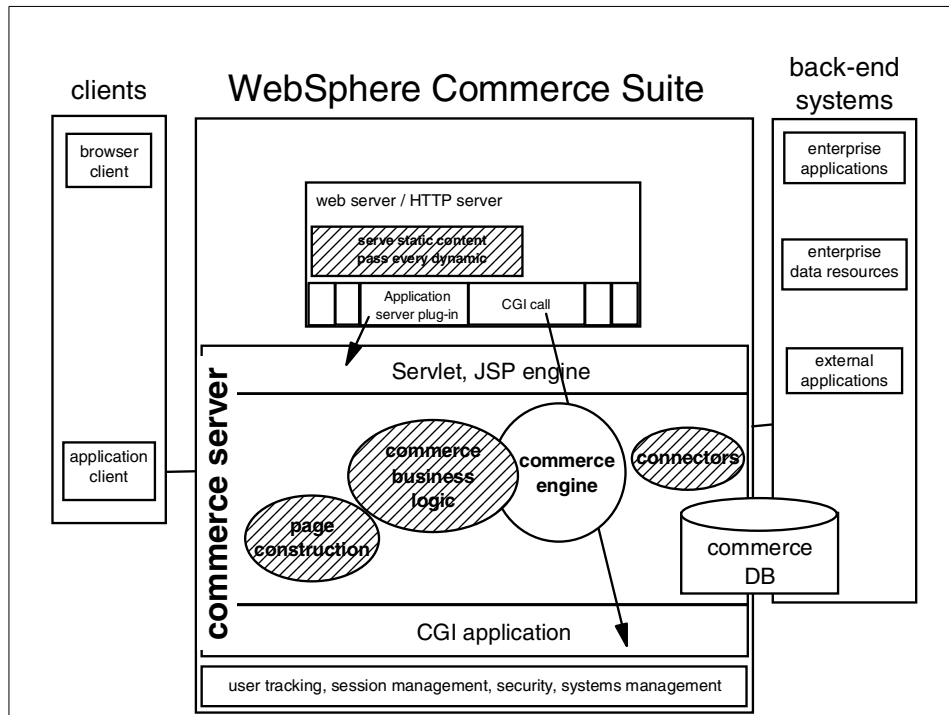 clients
WebSphere Commerce Suite
back-end
systems
browser
client
application
client
web server / HTTP server
serve static content
pass every dynamic
Application
server plug-in
CGI call
commerce server
Servlet, JSP engine
commerce
business
logic
commerce
engine
connectors
page
construction
CGI application
user tracking, session management, security, systems management
enterprise
applications
enterprise
data resources
external
applications
commerce
DB